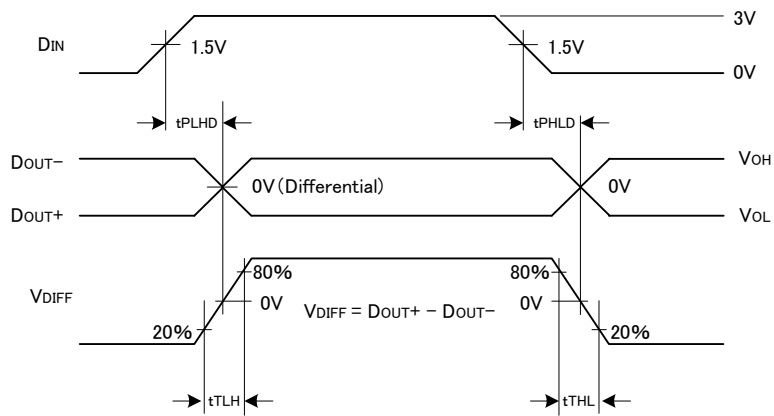 3V
DIN
1.5V
1.5V
0V
tPLHD
tPHLD
DOUT−
VOH
0V(Differential)
0V
DOUT+
VOL
80%
80%
VDIFF
0V
VDIFF = DOUT+ − DOUT−
0V
20%
20%
tTLH
tTHL